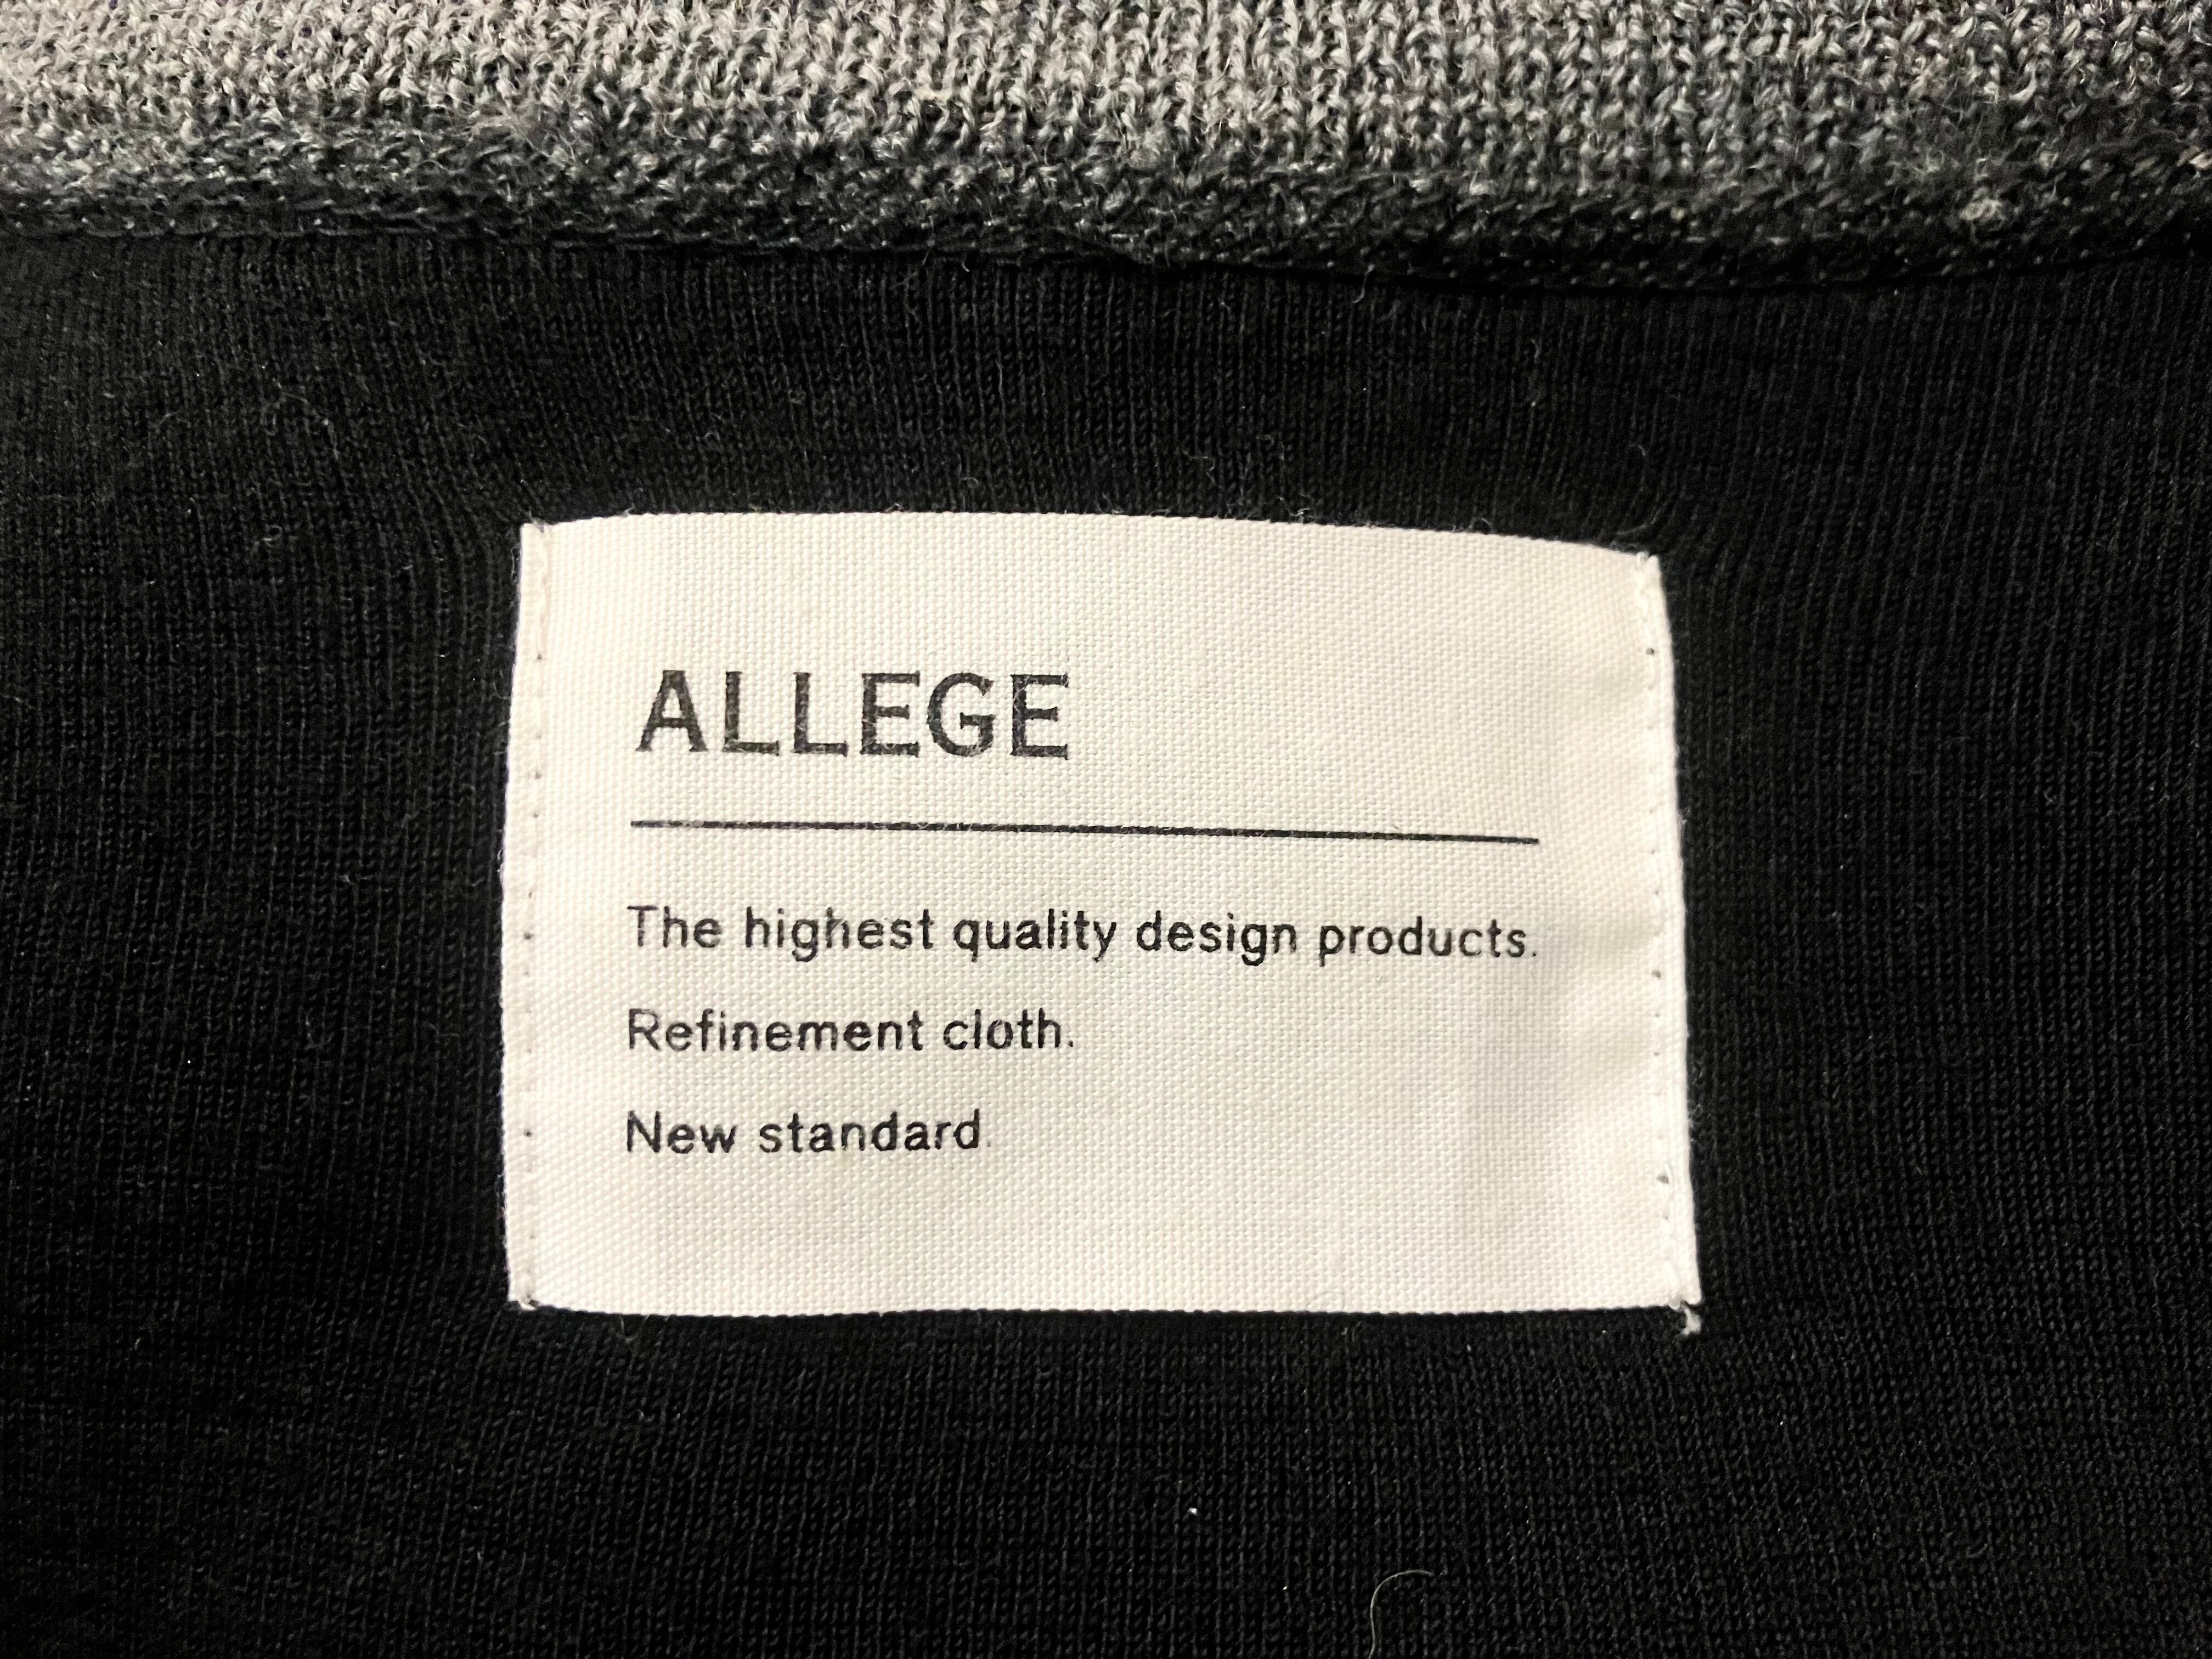 ALLEGE
The highest quality design products.
Refinement cloth.
New standard.